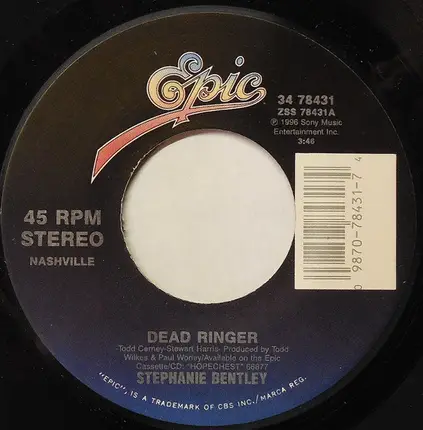 Epic
34 78431
ZSS 78431A
℗ 1996 Sony Music
Entertainment Inc.
3:46
45 RPM
STEREO
NASHVILLE
0 9870-78431-7 4
DEAD RINGER
Todd Cerney-Stewart Harris- Produced by Todd
Wilkes & Paul Worley/Available on the Epic
Cassette/CD: "HOPECHEST" 66877
STEPHANIE BENTLEY
"EPIC", IS A TRADEMARK OF CBS INC./MARCA REG.